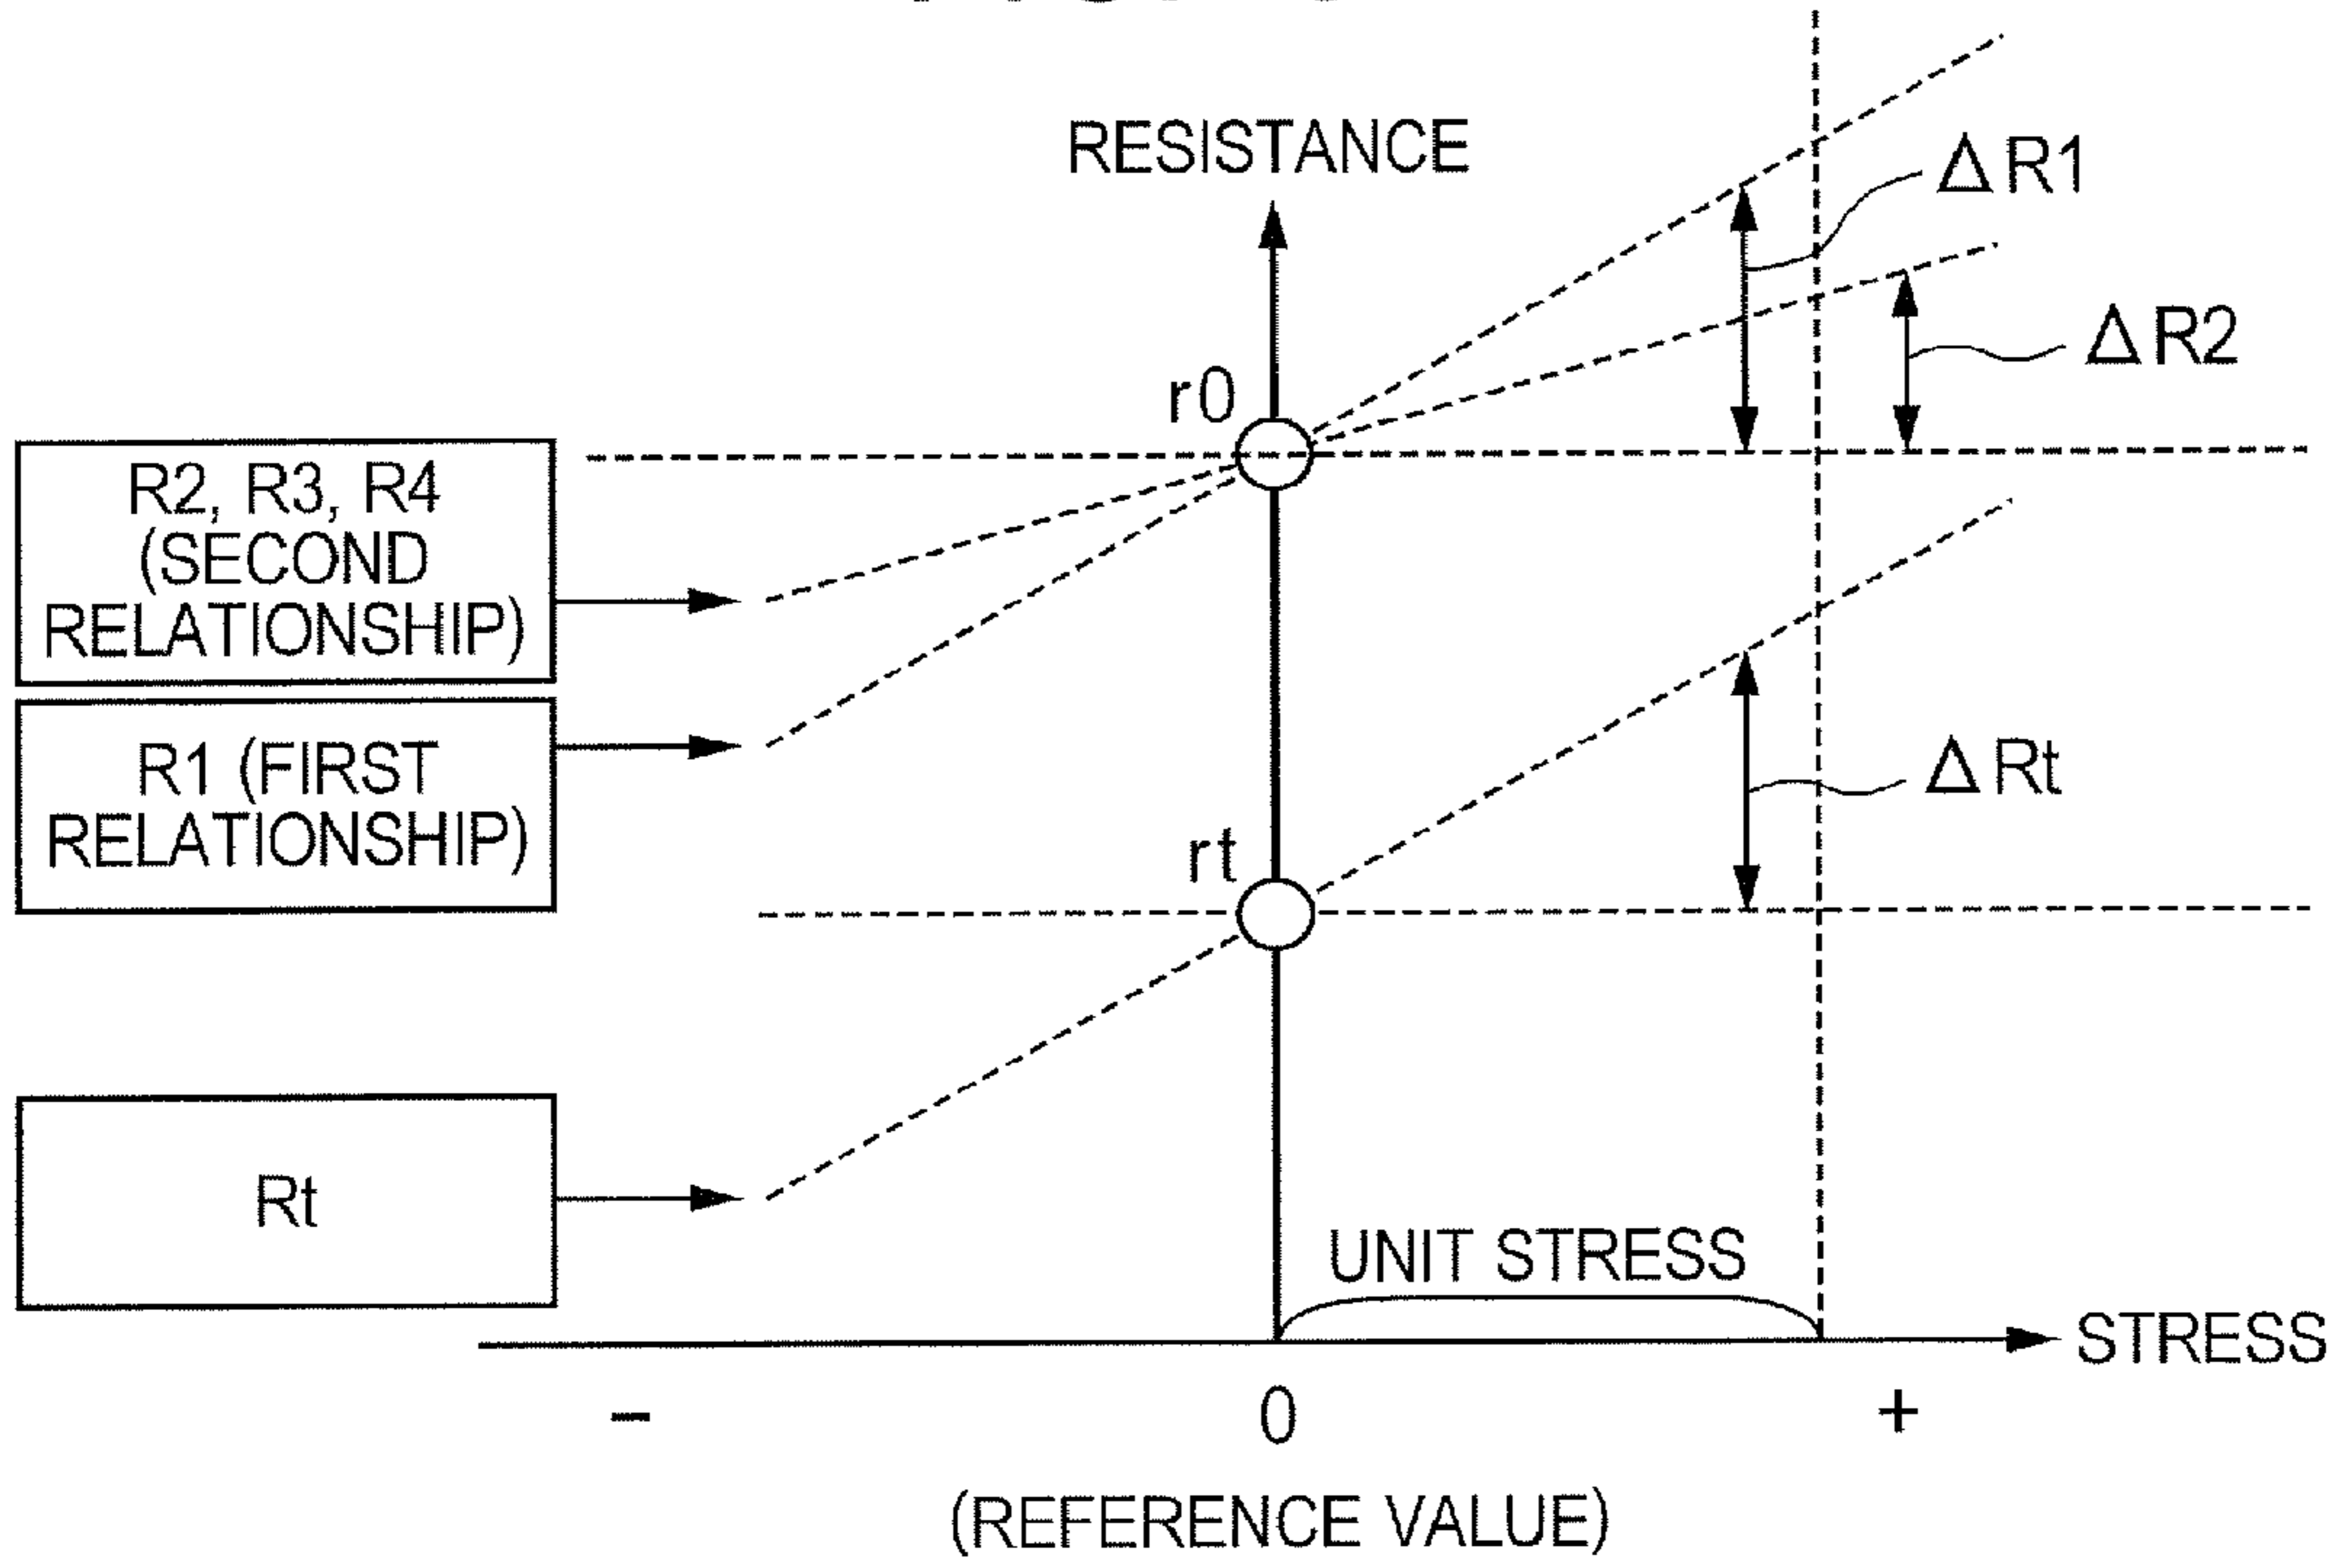 RESISTANCE
ΔR1
ΔR2
r0
R2, R3, R4
(SECOND
RELATIONSHIP)
R1 (FIRST
RELATIONSHIP)
ΔRt
rt
Rt
UNIT STRESS
STRESS
-
0
+
(REFERENCE VALUE)